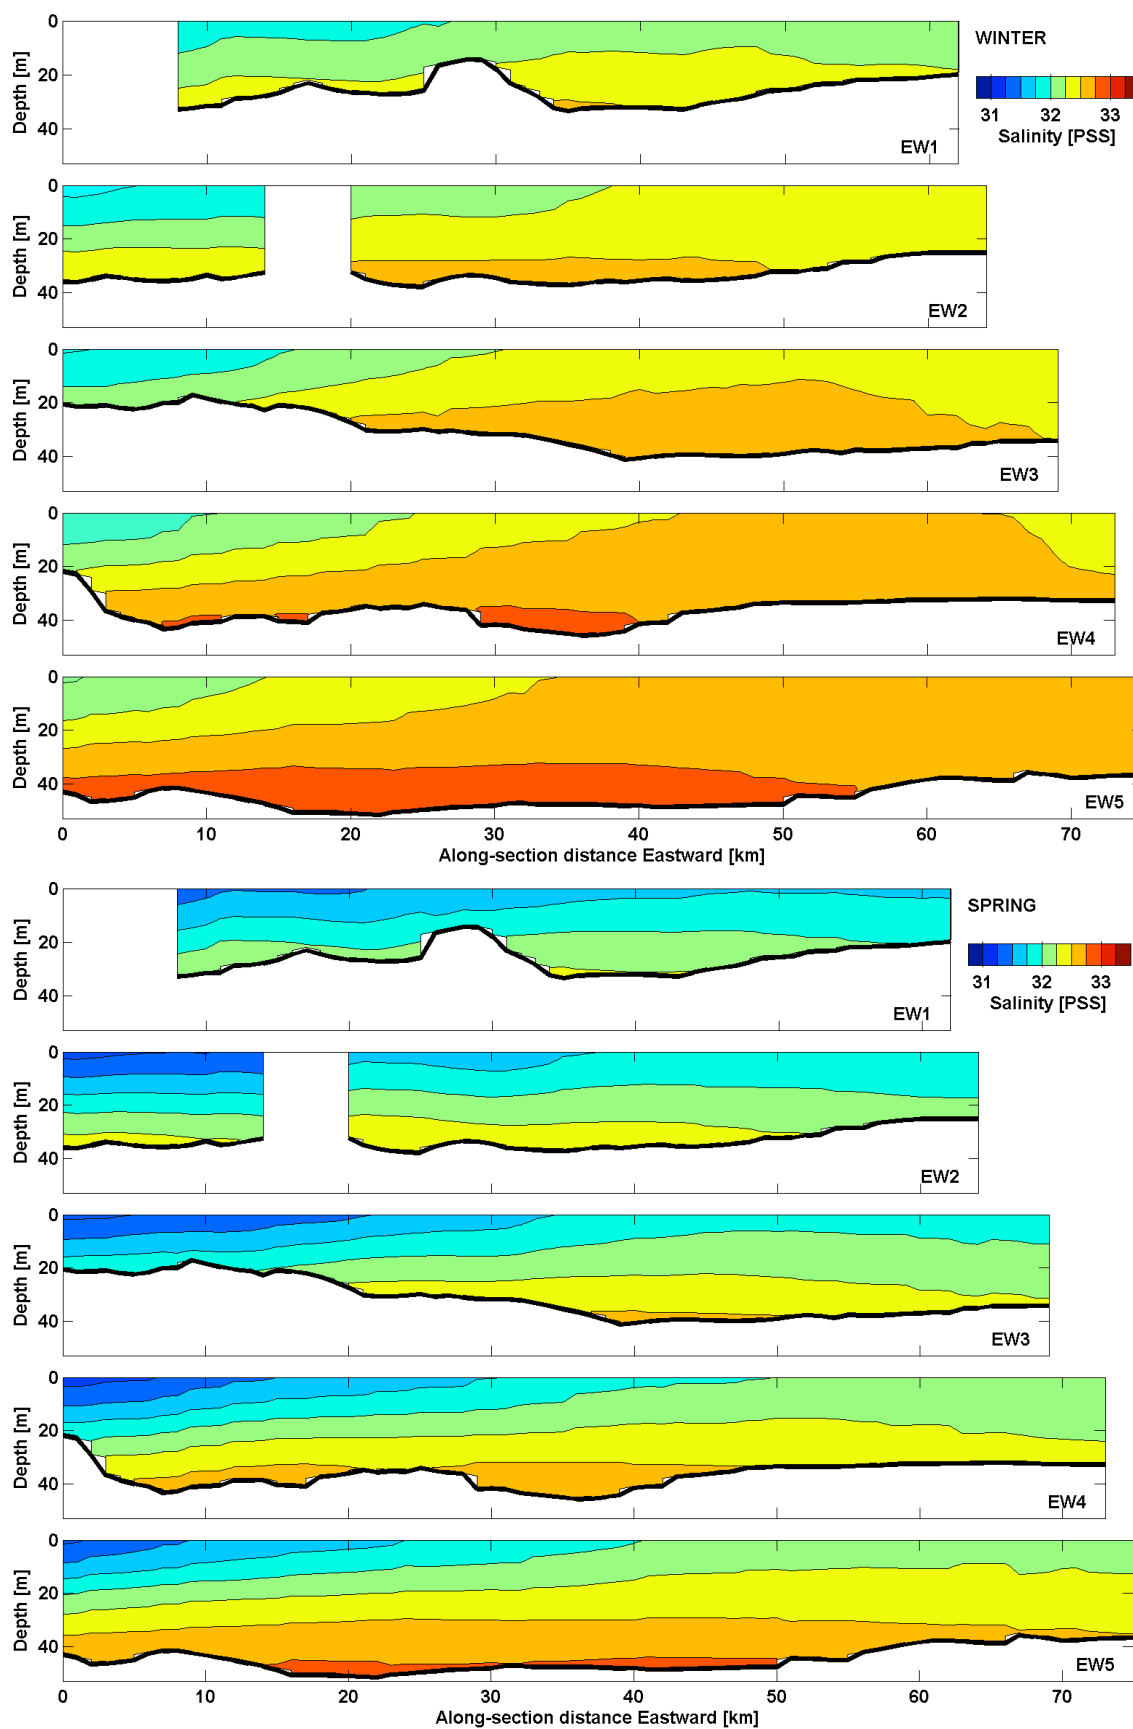 0
20
40
Depth [m]
EW1
WINTER
31 32 33
Salinity [PSS]
0
20
40
Depth [m]
EW2
0
20
40
Depth [m]
EW3
0
20
40
Depth [m]
EW4
0
20
40
Depth [m]
EW5
0 10 20 30 40 50 60 70
Along-section distance Eastward [km]
0
20
40
Depth [m]
EW1
SPRING
31 32 33
Salinity [PSS]
0
20
40
Depth [m]
EW2
0
20
40
Depth [m]
EW3
0
20
40
Depth [m]
EW4
0
20
40
Depth [m]
EW5
0 10 20 30 40 50 60 70
Along-section distance Eastward [km]